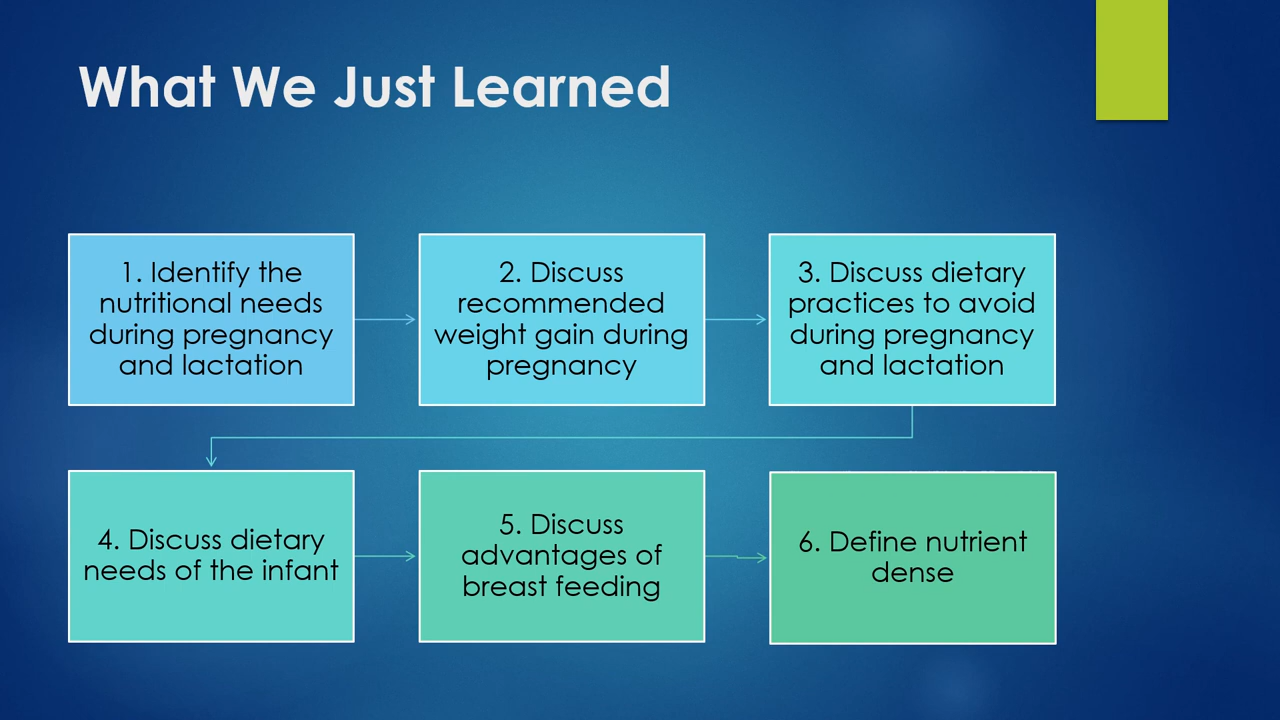 What We Just Learned
1. Identify the
nutritional needs
during pregnancy
and lactation
2. Discuss
recommended
weight gain during
pregnancy
3. Discuss dietary
practices to avoid
during pregnancy
and lactation
4. Discuss dietary
needs of the infant
5. Discuss
advantages of
breast feeding
6. Define nutrient
dense